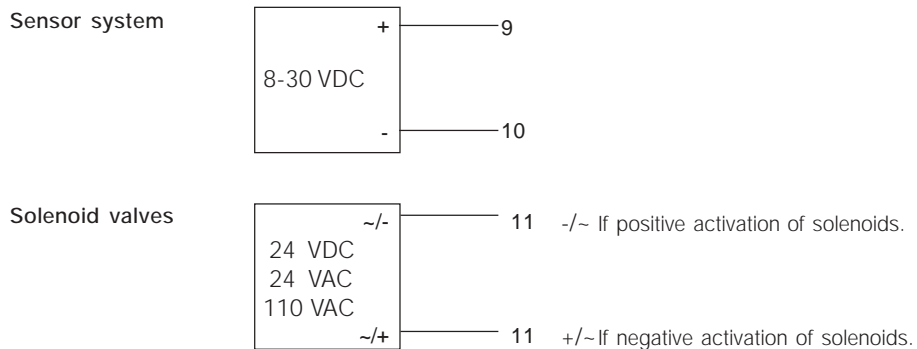 Sensor system
+ 9
8-30 VDC
- 10
Solenoid valves
~/- 11 -/~ If positive activation of solenoids.
24 VDC
24 VAC
110 VAC
~/+ 11 +/~If negative activation of solenoids.